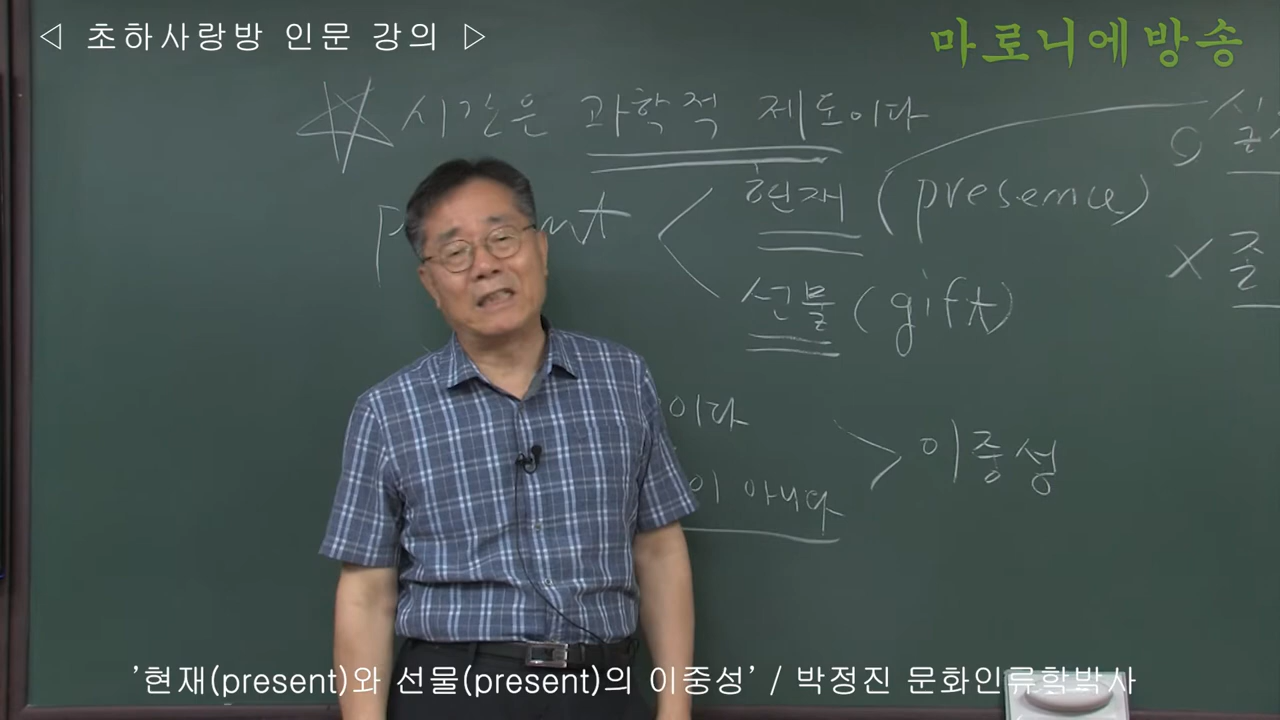 ◁ 초하사랑방 인문 강의 ▷
마로니에방송
시간은 과학적 제도이다
현재 (presence)
선물 (gift)
이다
이 아니다
> 이중성
'현재(present)와 선물(present)의 이중성' / 박정진 문화인류학박사